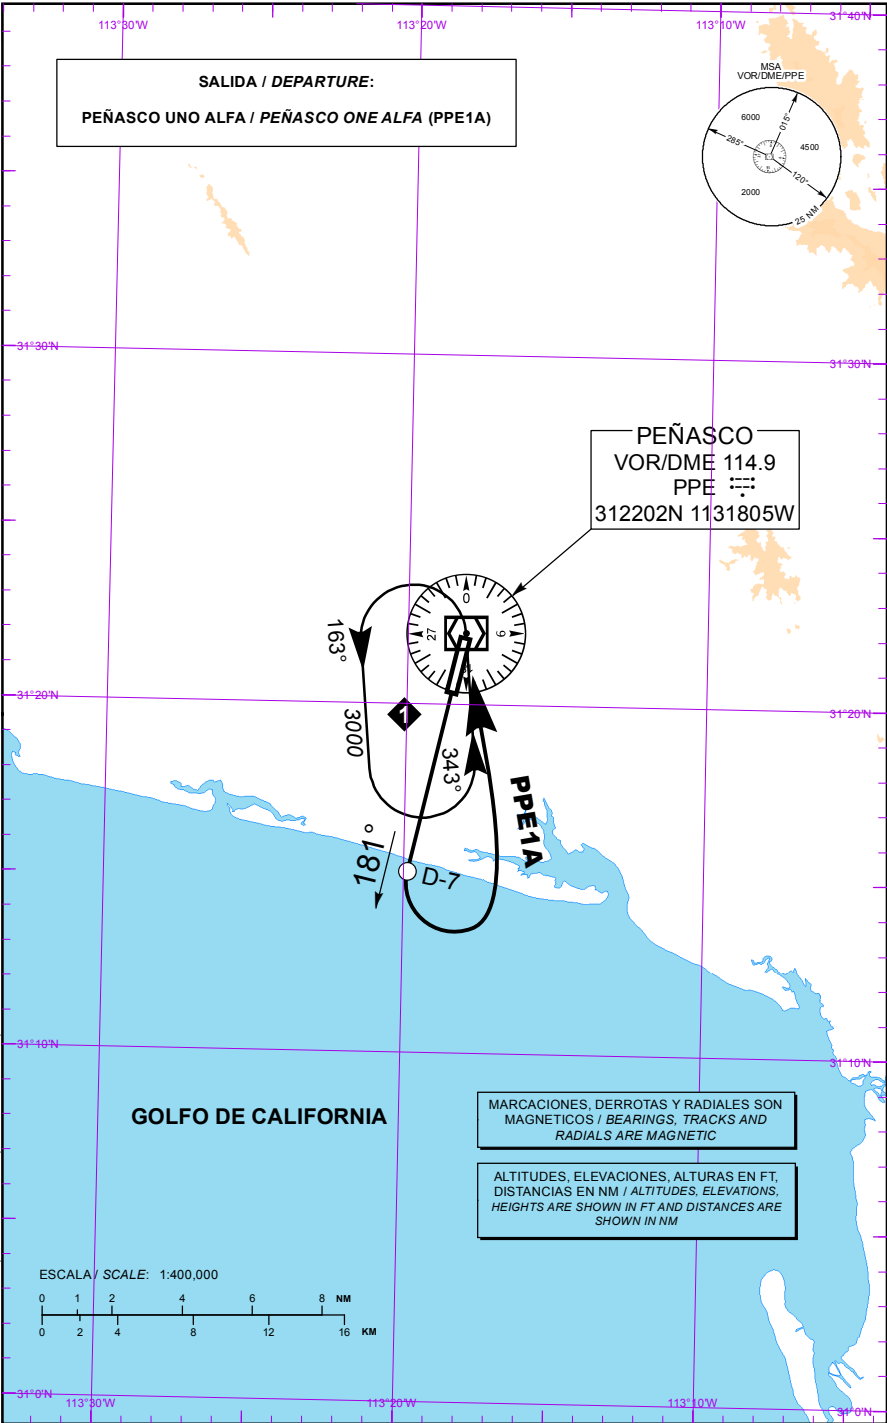 113°30'W
113°20'W
113°10'W
31°40'N
SALIDA / DEPARTURE:
PEÑASCO UNO ALFA / PEÑASCO ONE ALFA (PPE1A)
MSA
VOR/DME/PPE
6000
015°
4500
285°
120°
2000
25 NM
31°30'N
31°30'N
PEÑASCO
VOR/DME 114.9
PPE
312202N 1131805W
0
27
9
163°
31°20'N
31°20'N
3000
1
343°
PPE1A
181°
D-7
31°10'N
31°10'N
GOLFO DE CALIFORNIA
MARCACIONES, DERROTAS Y RADIALES SON
MAGNETICOS / BEARINGS, TRACKS AND
RADIALS ARE MAGNETIC
ALTITUDES, ELEVACIONES, ALTURAS EN FT,
DISTANCIAS EN NM / ALTITUDES, ELEVATIONS,
HEIGHTS ARE SHOWN IN FT AND DISTANCES ARE
SHOWN IN NM
ESCALA / SCALE: 1:400,000
0 1 2 4 6 8 NM
0 2 4 8 12 16 KM
31°0'N
113°30'W
113°20'W
113°10'W
31°0'N